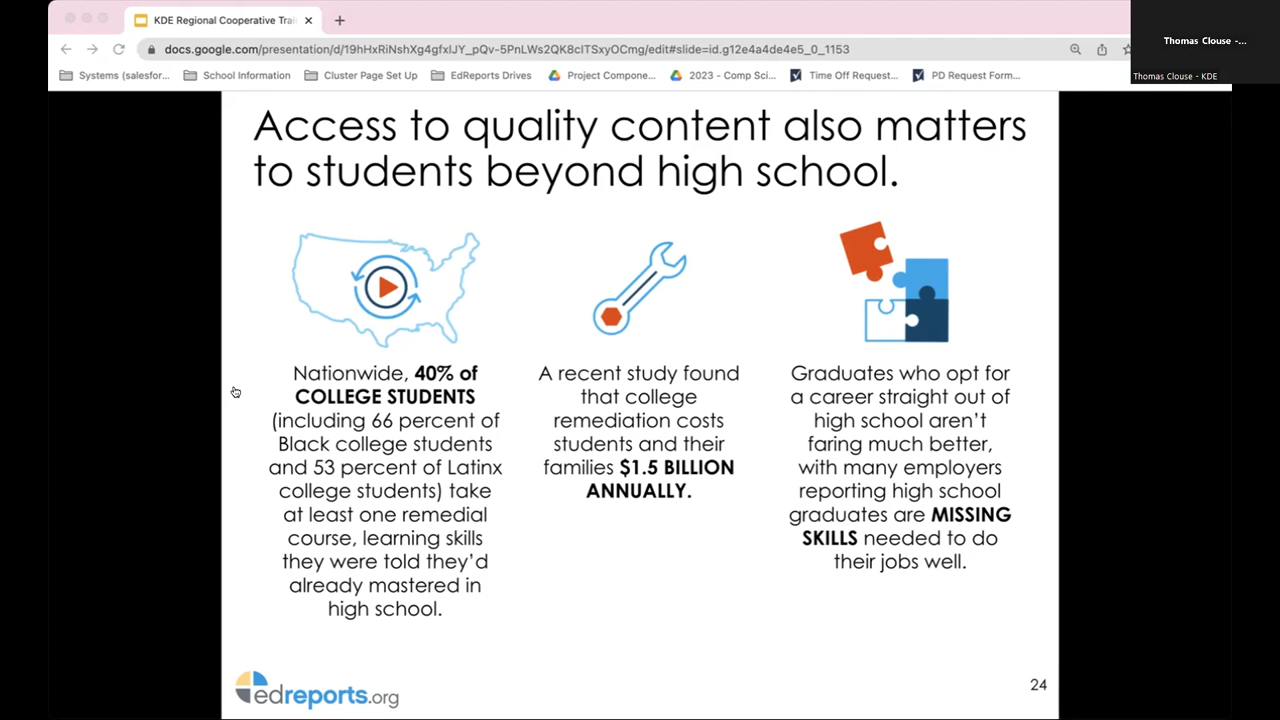 KDE Regional Cooperative Trai
docs.google.com/presentation/d/19hHxRiNshXg4gfxIJY_pQv-5PnLWs2QK8clTSxyOCmg/edit#slide=id.g12e4a4de4e5_0_1153
Systems (salesfor...
School Information
Cluster Page Set Up
EdReports Drives
Project Compone...
2023 - Comp Sci...
Time Off Request...
PD Request Form...
Thomas Clouse -...
Thomas Clouse - KDE
Access to quality content also matters
to students beyond high school.
Nationwide, 40% of
COLLEGE STUDENTS
(including 66 percent of
Black college students
and 53 percent of Latinx
college students) take
at least one remedial
course, learning skills
they were told they'd
already mastered in
high school.
A recent study found
that college
remediation costs
students and their
families $1.5 BILLION
ANNUALLY.
Graduates who opt for
a career straight out of
high school aren't
faring much better,
with many employers
reporting high school
graduates are MISSING
SKILLS needed to do
their jobs well.
edreports.org
24